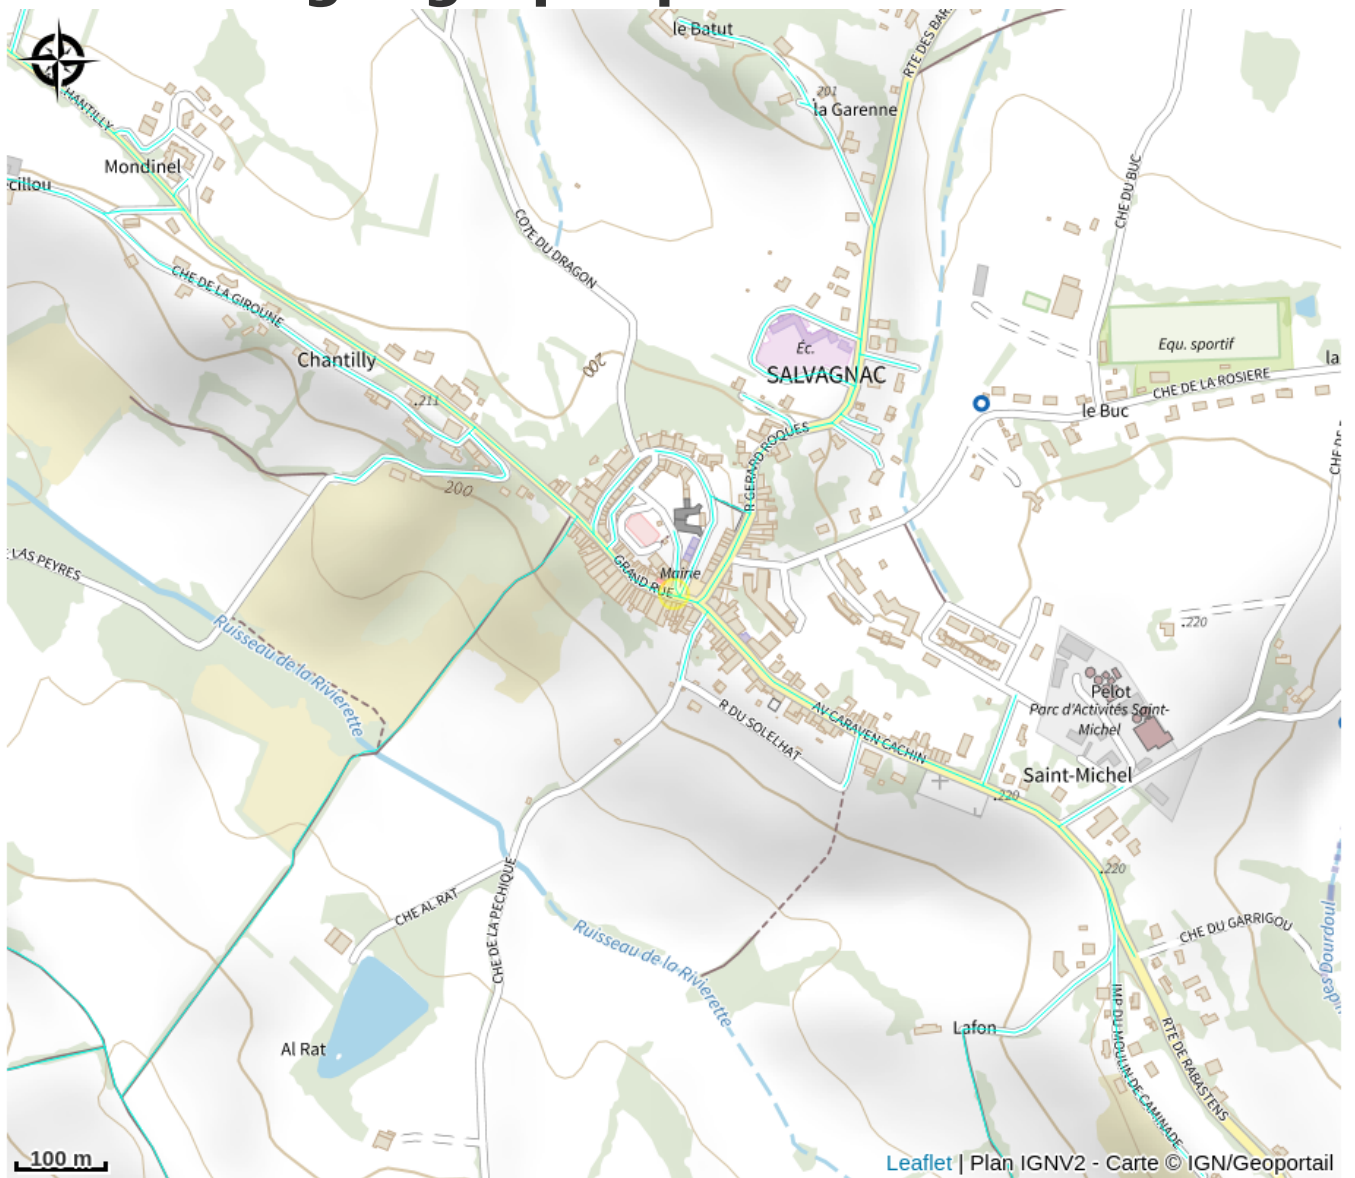 le Batut
RTE DES BAR
201
la Garenne
HANTILLY
Mondinel
cillou
CHE DU BUC
COTE DU DRAGON
CHE DE LA GIROUNE
Chantilly
200
.211
Éc.
SALVAGNAC
Equ. sportif
la
CHE DE LA ROSIERE
le Buc
R GERARD ROQUES
200
LAS PEYRES
GRAND RUE
Mairie
Ruisseau de la Rivierette
.220
Pelot
Parc d'Activités Saint-
Michel
R DU SOLELHAT
AV CARAVEN CACHIN
Saint-Michel
.220
.220
CHE AL RAT
CHE DE LA PECHIQUE
CHE DU GARRIGOU
Ruisseau de la Rivierette
Lafon
Al Rat
IMP DU MOULIN DE CAMINADE
RTE DE RABASTENS
100 m
Leaflet | Plan IGNV2 - Carte © IGN/Geoportail